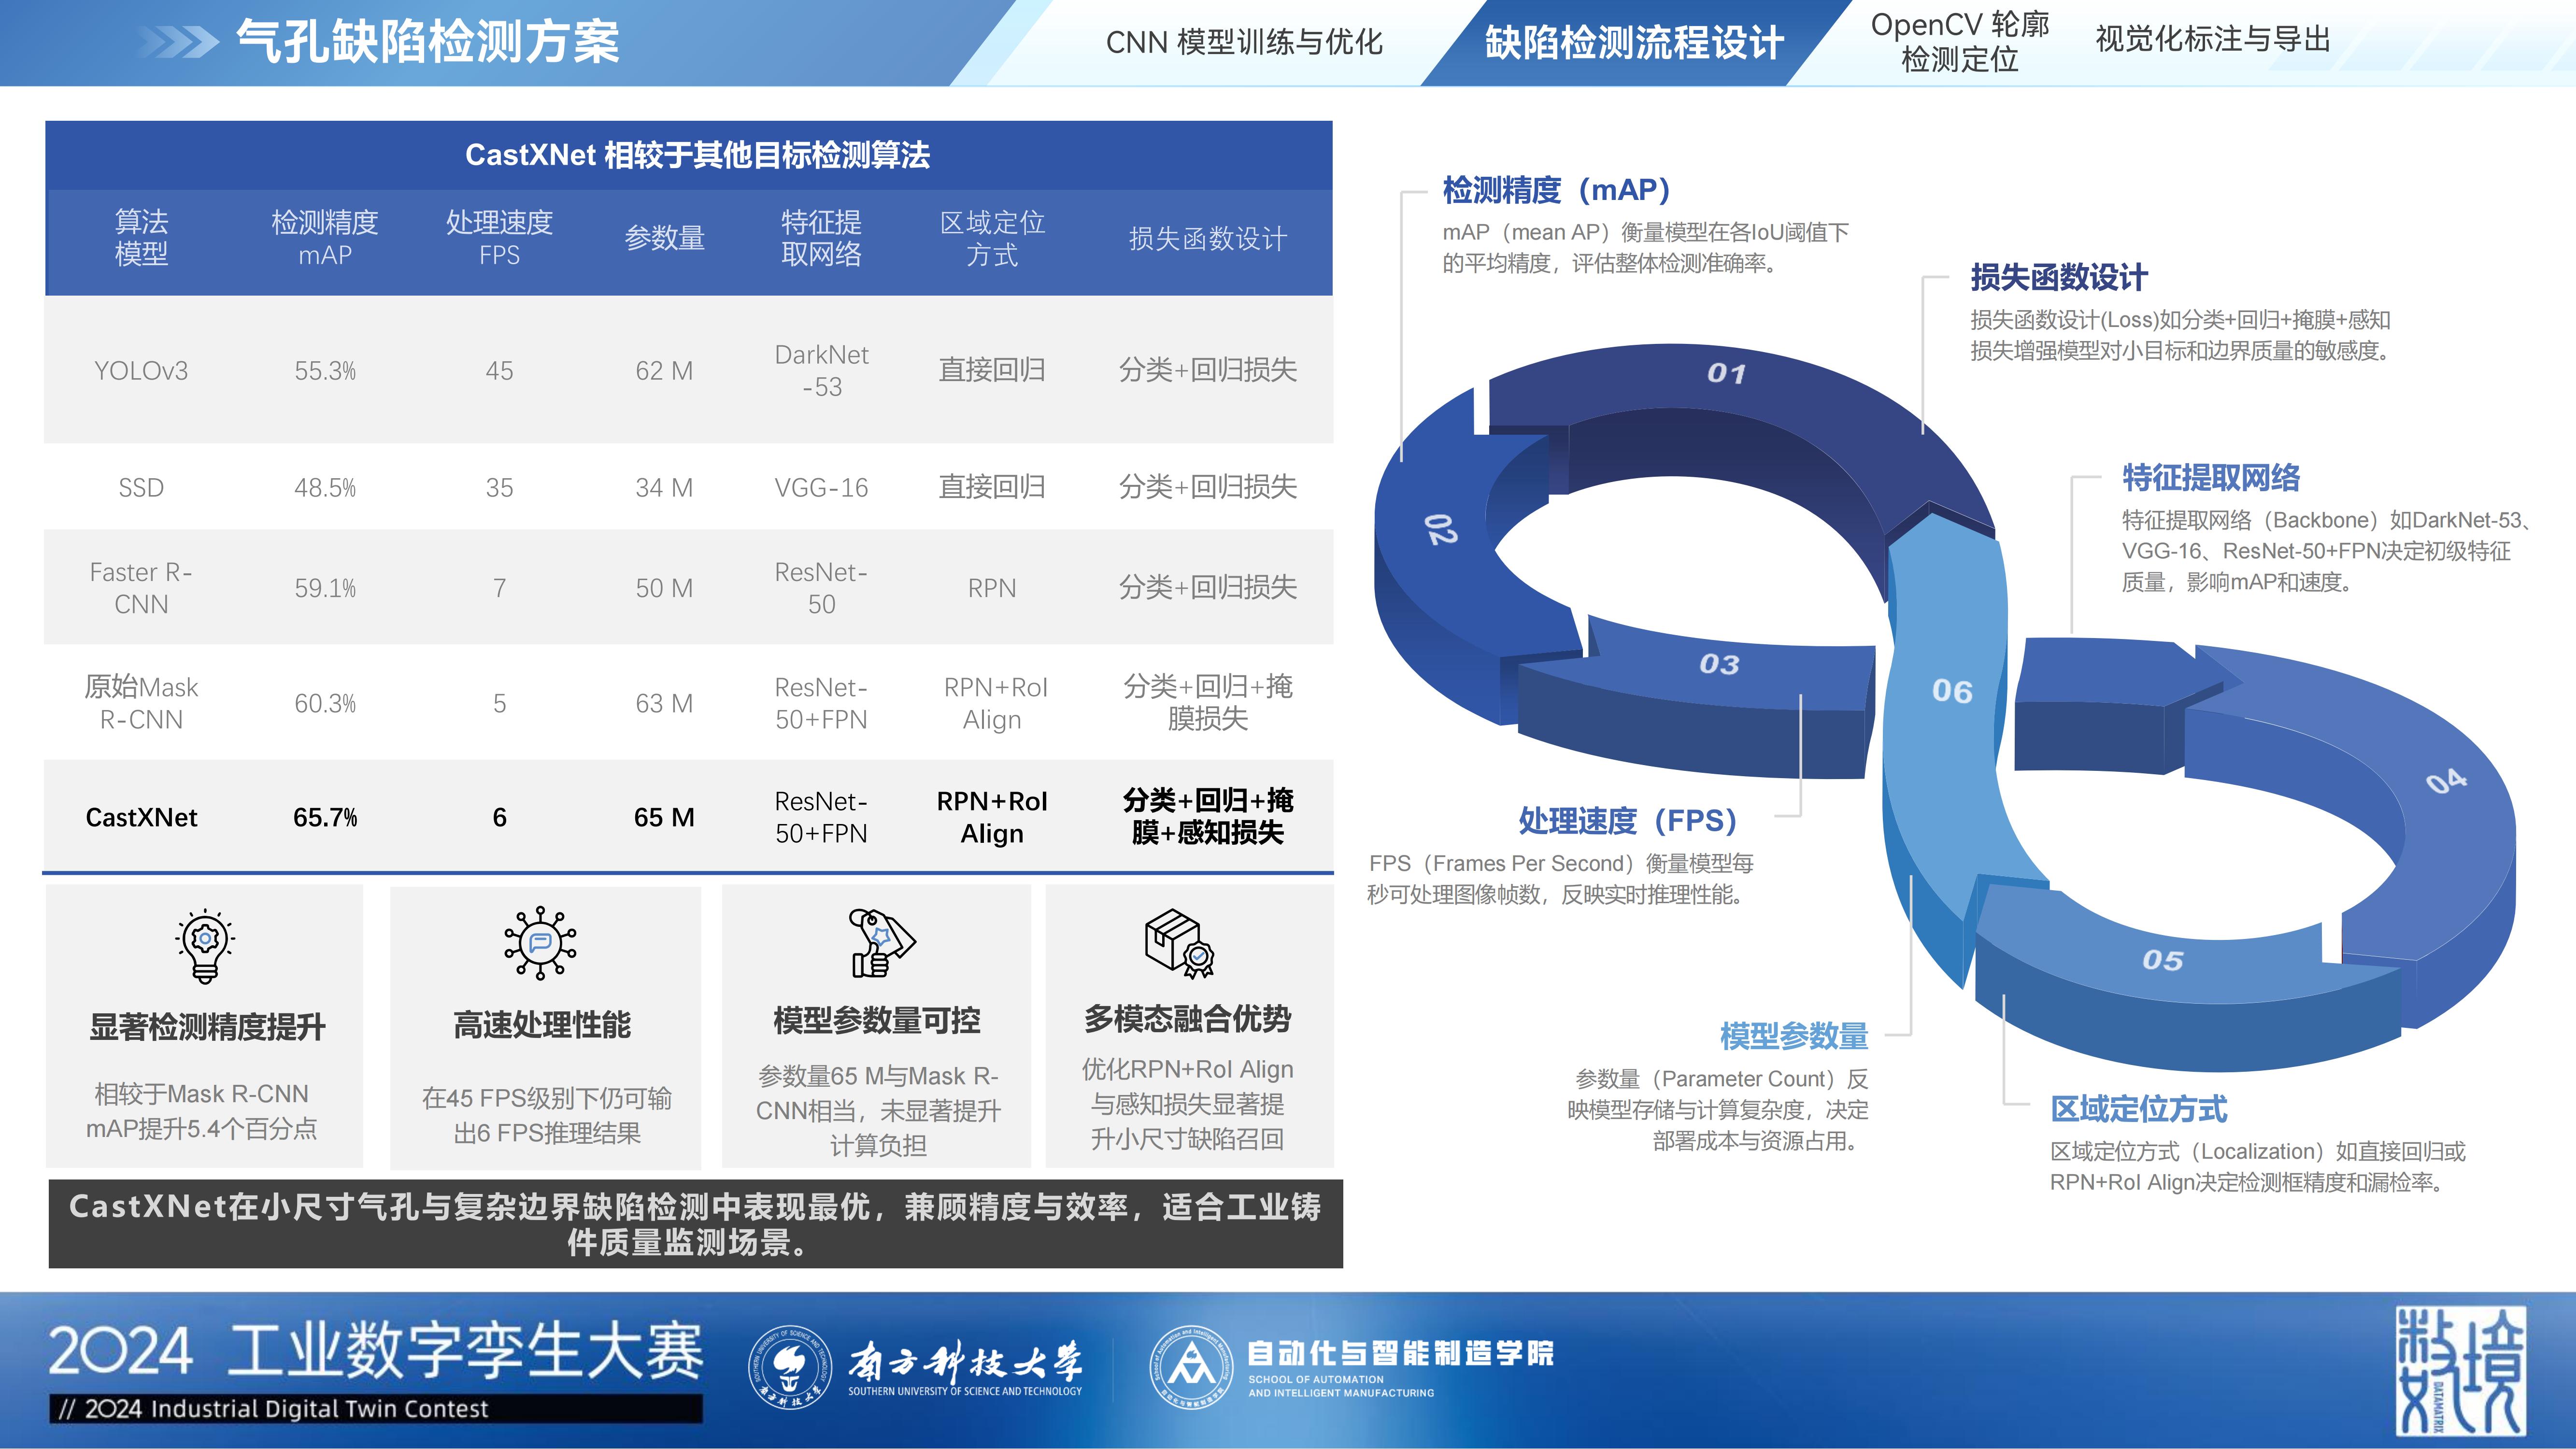 气孔缺陷检测方案
CNN 模型训练与优化
缺陷检测流程设计
OpenCV 轮廓
检测定位
视觉化标注与导出
CastXNet 相较于其他目标检测算法
算法
模型
检测精度
mAP
处理速度
FPS
参数量
特征提
取网络
区域定位
方式
损失函数设计
YOLOv3
55.3%
45
62 M
DarkNet
-53
直接回归
分类+回归损失
SSD
48.5%
35
34 M
VGG-16
直接回归
分类+回归损失
Faster R-
CNN
59.1%
7
50 M
ResNet-
50
RPN
分类+回归损失
原始Mask
R-CNN
60.3%
5
63 M
ResNet-
50+FPN
RPN+RoI
Align
分类+回归+掩
膜损失
CastXNet
65.7%
6
65 M
ResNet-
50+FPN
RPN+RoI
Align
分类+回归+掩
膜+感知损失
显著检测精度提升
相较于Mask R-CNN
mAP提升5.4个百分点
高速处理性能
在45 FPS级别下仍可输
出6 FPS推理结果
模型参数量可控
参数量65 M与Mask R-
CNN相当，未显著提升
计算负担
多模态融合优势
优化RPN+RoI Align
与感知损失显著提
升小尺寸缺陷召回
CastXNet在小尺寸气孔与复杂边界缺陷检测中表现最优，兼顾精度与效率，适合工业铸
件质量监测场景。
检测精度（mAP）
mAP（mean AP）衡量模型在各IoU阈值下
的平均精度，评估整体检测准确率。
损失函数设计
损失函数设计(Loss)如分类+回归+掩膜+感知
损失增强模型对小目标和边界质量的敏感度。
特征提取网络
特征提取网络（Backbone）如DarkNet-53、
VGG-16、ResNet-50+FPN决定初级特征
质量，影响mAP和速度。
01
02
03
06
04
05
处理速度（FPS）
FPS（Frames Per Second）衡量模型每
秒可处理图像帧数，反映实时推理性能。
模型参数量
参数量（Parameter Count）反
映模型存储与计算复杂度，决定
部署成本与资源占用。
区域定位方式
区域定位方式（Localization）如直接回归或
RPN+RoI Align决定检测框精度和漏检率。
2024 工业数字孪生大赛
// 2024 Industrial Digital Twin Contest
南方科技大学
SOUTHERN UNIVERSITY OF SCIENCE AND TECHNOLOGY
自动化与智能制造学院
SCHOOL OF AUTOMATION
AND INTELLIGENT MANUFACTURING
数境
DATAMATRIX